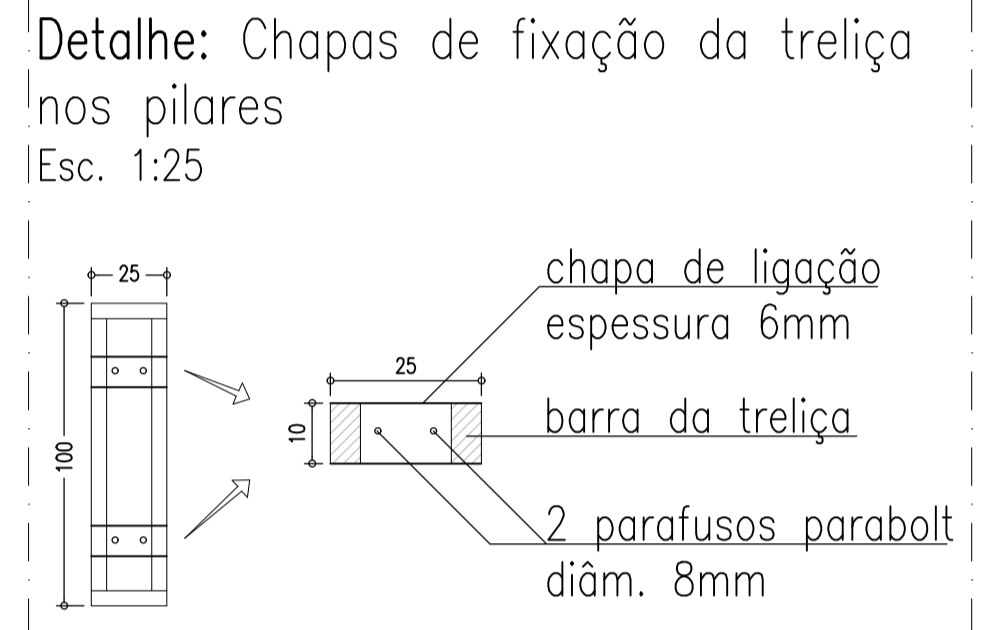 Detalhe: Chapas de fixação da treliça
nos pilares
Esc. 1:25
25
100
25
10
chapa de ligação
espessura 6mm
barra da treliça
2 parafusos parabolt
diâm. 8mm